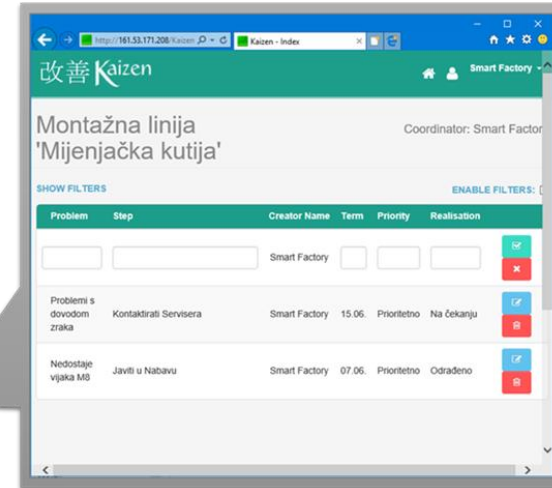 http://161.53.171.208/Kaizen
Kaizen - Index
改善 Kaizen
Smart Factory
Montažna linija
'Mijenjačka kutija'
Coordinator: Smart Factor
SHOW FILTERS
ENABLE FILTERS:
Problem Step Creator Name Term Priority Realisation
Smart Factory
Problemi s
dovodom
zraka
Kontaktirati Servisera Smart Factory 15.06. Prioritetno Na čekanju
Nedostaje
vijaka M8
Javiti u Nabavu Smart Factory 07.06. Prioritetno Odrađeno